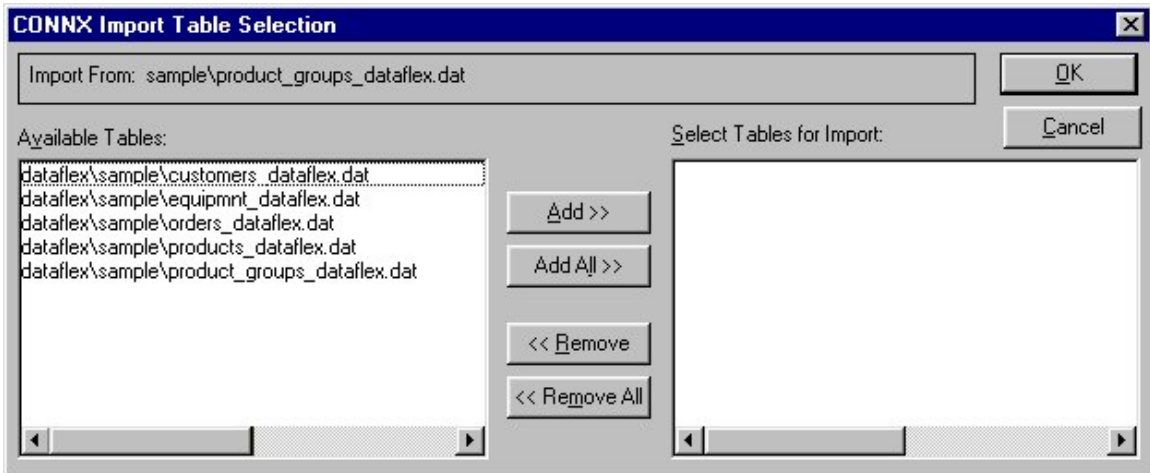 CONNX Import Table Selection
Import From: sample\product_groups_dataflex.dat
OK
Cancel
Available Tables:
dataflex\sample\customers_dataflex.dat
dataflex\sample\equipmnt_dataflex.dat
dataflex\sample\orders_dataflex.dat
dataflex\sample\products_dataflex.dat
dataflex\sample\product_groups_dataflex.dat
Add >>
Add All >>
<< Remove
<< Remove All
Select Tables for Import: